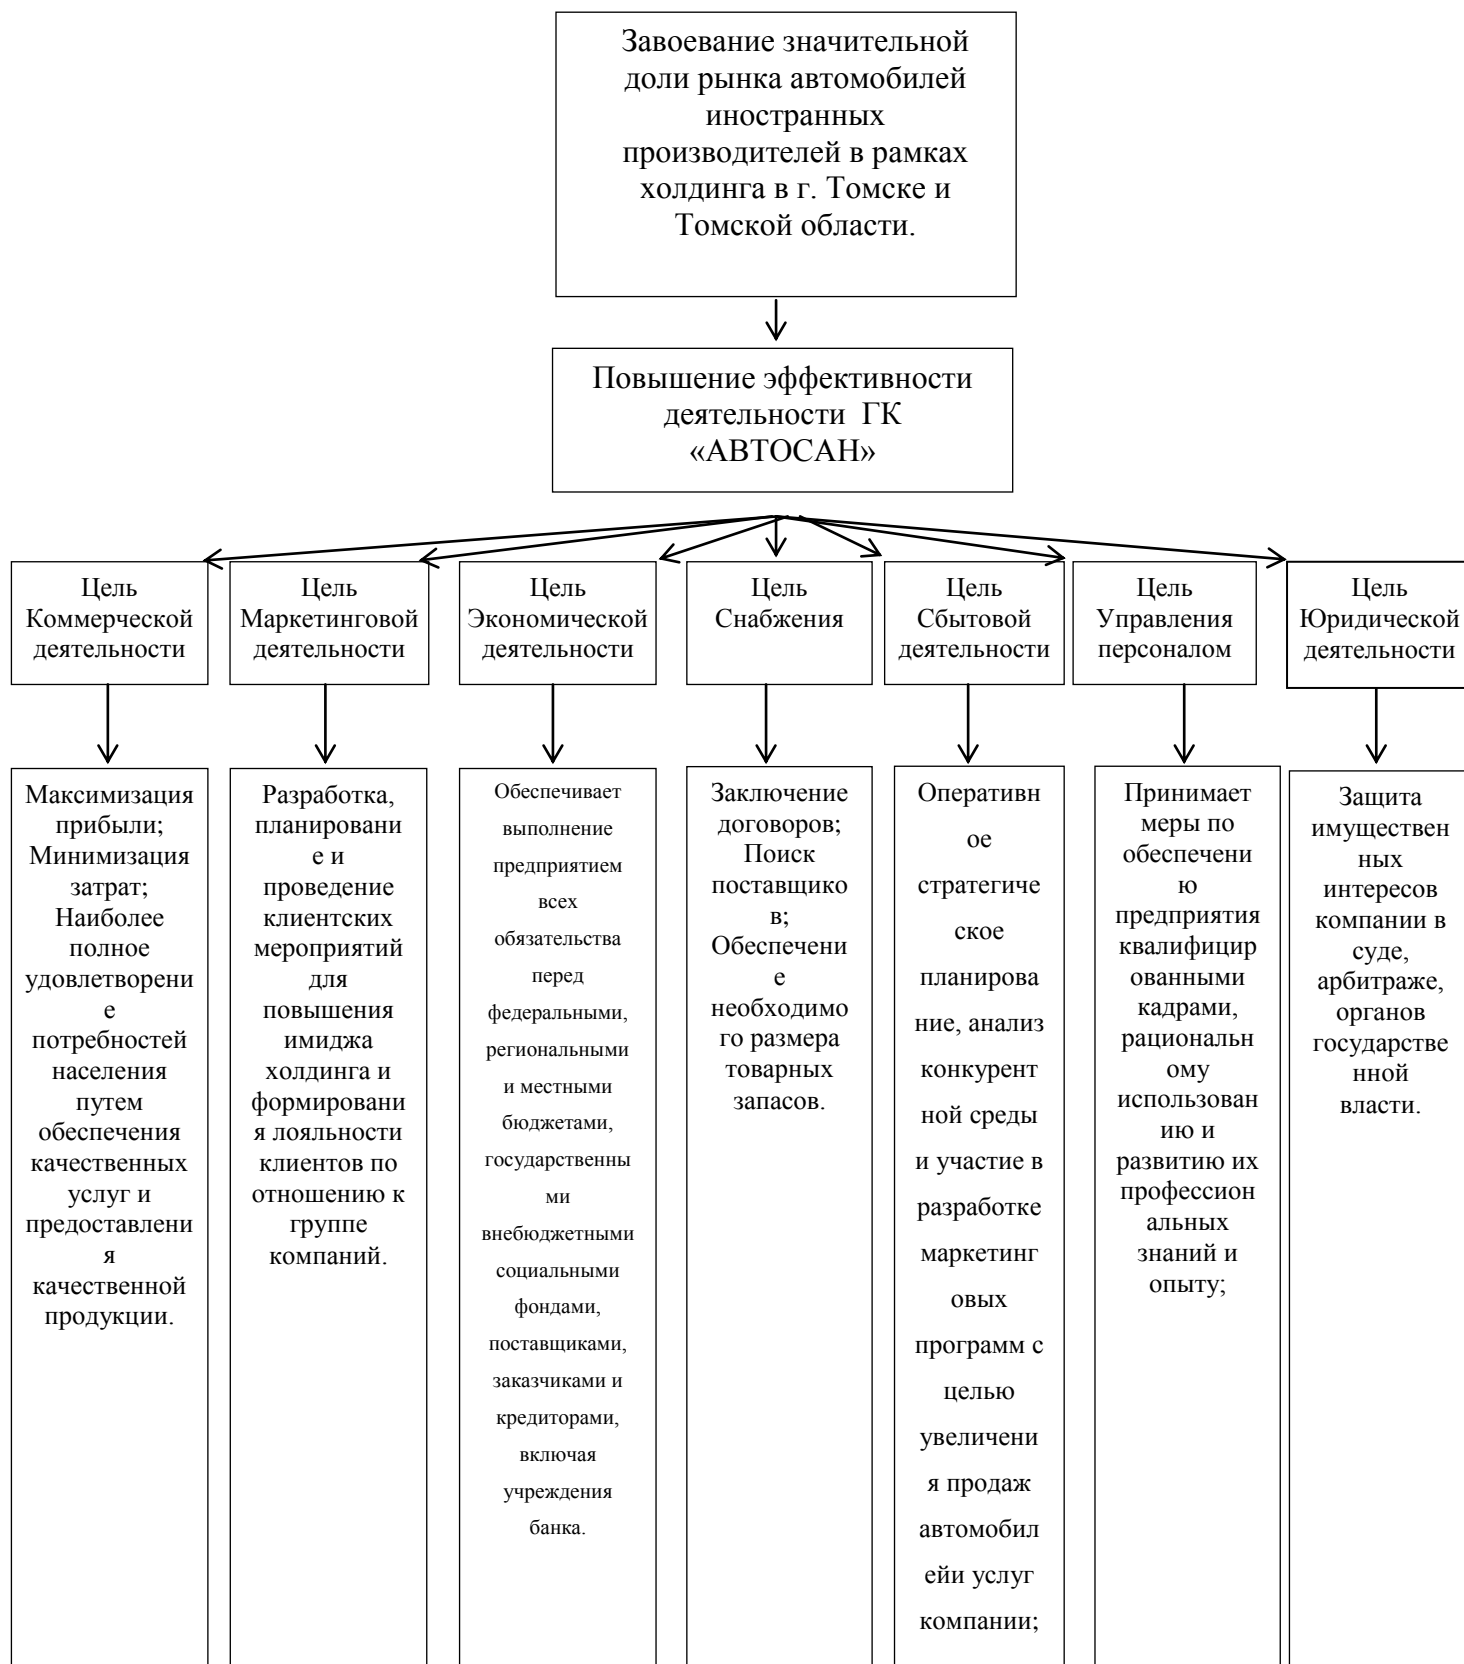 Завоевание значительной
доли рынка автомобилей
иностранных
производителей в рамках
холдинга в г. Томске и
Томской области.
Повышение эффективности
деятельности ГК
«АВТОСАН»
Цель
Коммерческой
деятельности
Цель
Маркетинговой
деятельности
Цель
Экономической
деятельности
Цель
Снабжения
Цель
Сбытовой
деятельности
Цель
Управления
персоналом
Цель
Юридической
деятельности
Максимизация
прибыли;
Минимизация
затрат;
Наиболее
полное
удовлетворени
е
потребностей
населения
путем
обеспечения
качественных
услуг и
предоставлени
я
качественной
продукции.
Разработка,
планировани
е и
проведение
клиентских
мероприятий
для
повышения
имиджа
холдинга и
формировани
я лояльности
клиентов по
отношению к
группе
компаний.
Обеспечивает
выполнение
предприятием
всех
обязательства
перед
федеральными,
региональными
и местными
бюджетами,
государственны
ми
внебюджетными
социальными
фондами,
поставщиками,
заказчиками и
кредиторами,
включая
учреждения
банка.
Заключение
договоров;
Поиск
поставщико
в;
Обеспечени
е
необходимо
го размера
товарных
запасов.
Оперативн
ое
стратегиче
ское
планирова
ние, анализ
конкурент
ной среды
и участие в
разработке
маркетинг
овых
программ с
целью
увеличени
я продаж
автомобил
ейи услуг
компании;
Принимает
меры по
обеспечени
ю
предприятия
квалифицир
ованными
кадрами,
рациональн
ому
использован
ию и
развитию их
профессион
альных
знаний и
опыту;
Защита
имуществен
ных
интересов
компании в
суде,
арбитраже,
органов
государстве
нной
власти.